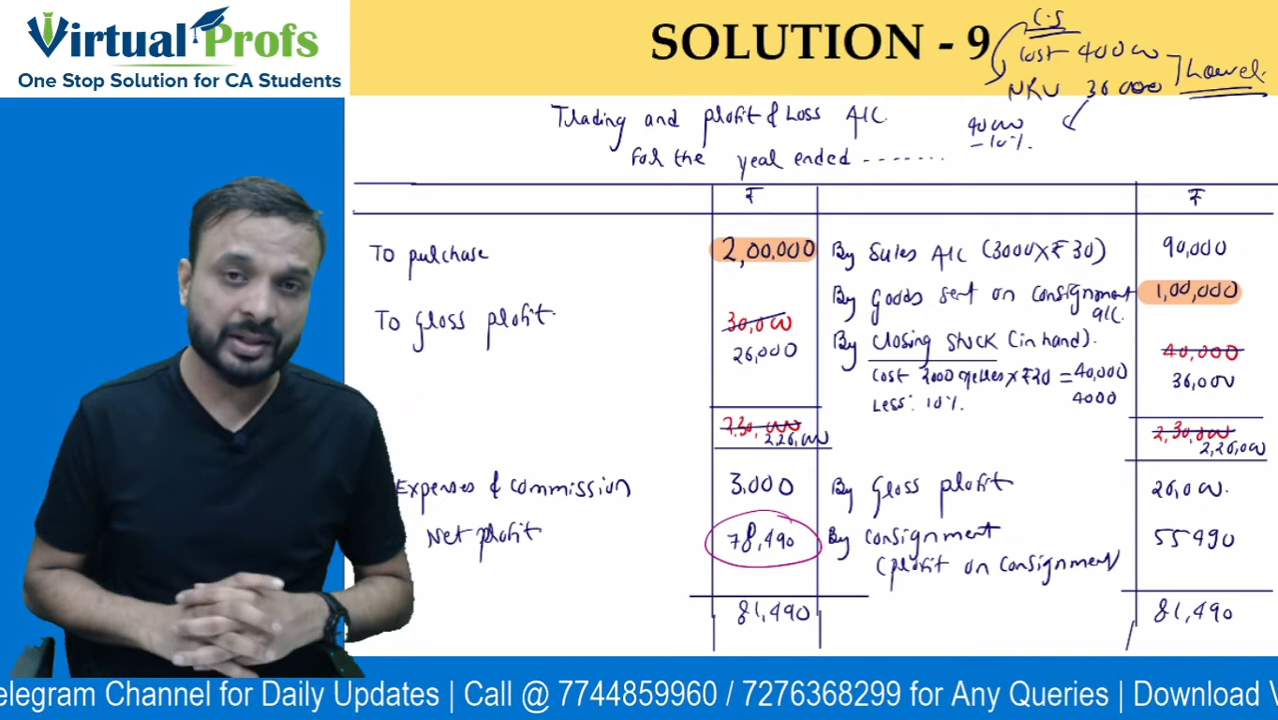 Virtual Profs
One Stop Solution for CA Students
SOLUTION - 9
C.S
Cost 40000
NRV 36000
Lower.
40000
-10%.
Trading and profit & Loss A/C.
For the year ended --------
₹ ₹
To purchase 2,00,000 By Sales A/C (3000×₹30) 90,000
By Goods sent on consignment 1,00,000
a/c.
To Gross profit 30,000
26,000
By Closing Stock (in hand). 40,000
Cost 2000 ×₹20 = 40,000 36,000
Less: 10%. 4000
2,30,000 2,30,000
2,26,000 2,26,000
Expenses & commission 3,000 By Gross profit 26,000.
Net profit 78,490 By consignment 55490
(profit on consignment
81,490 81,490
elegram Channel for Daily Updates | Call @ 7744859960 / 7276368299 for Any Queries | Download V